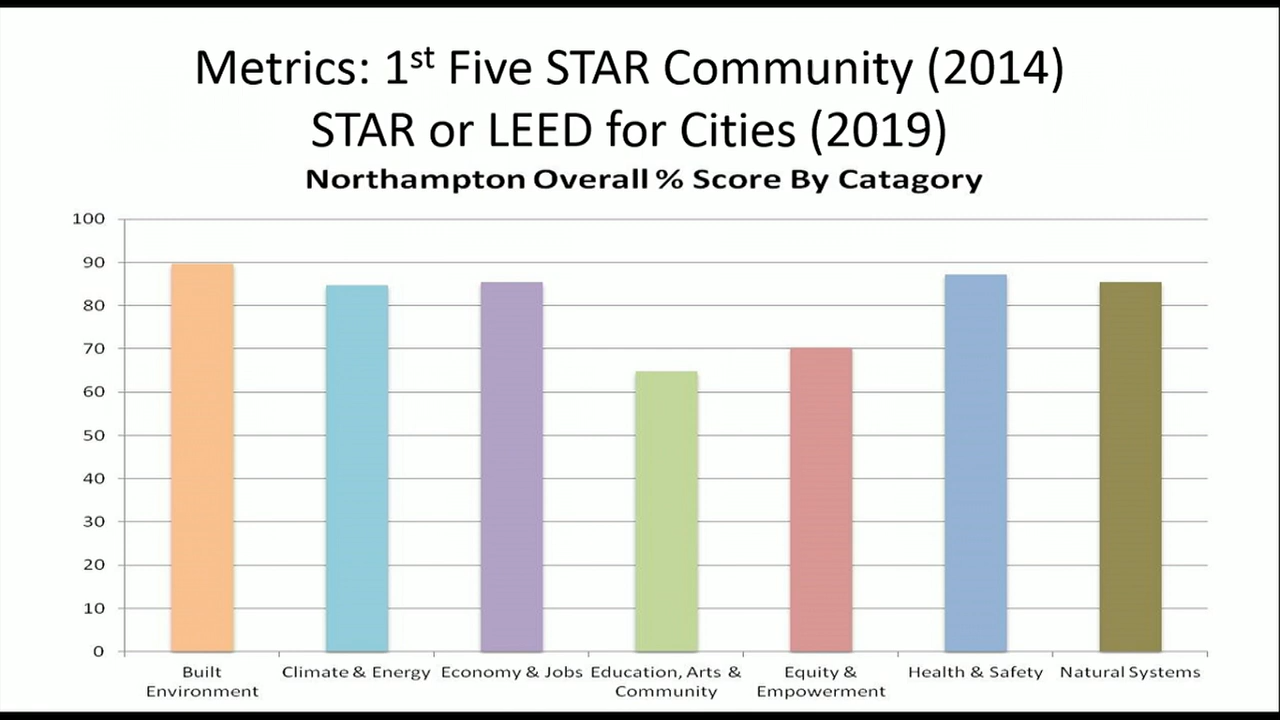 Metrics: 1st Five STAR Community (2014)
STAR or LEED for Cities (2019)
Northampton Overall % Score By Catagory
100
90
80
70
60
50
40
30
20
10
0
Built
Environment
Climate & Energy
Economy & Jobs
Education, Arts &
Community
Equity &
Empowerment
Health & Safety
Natural Systems